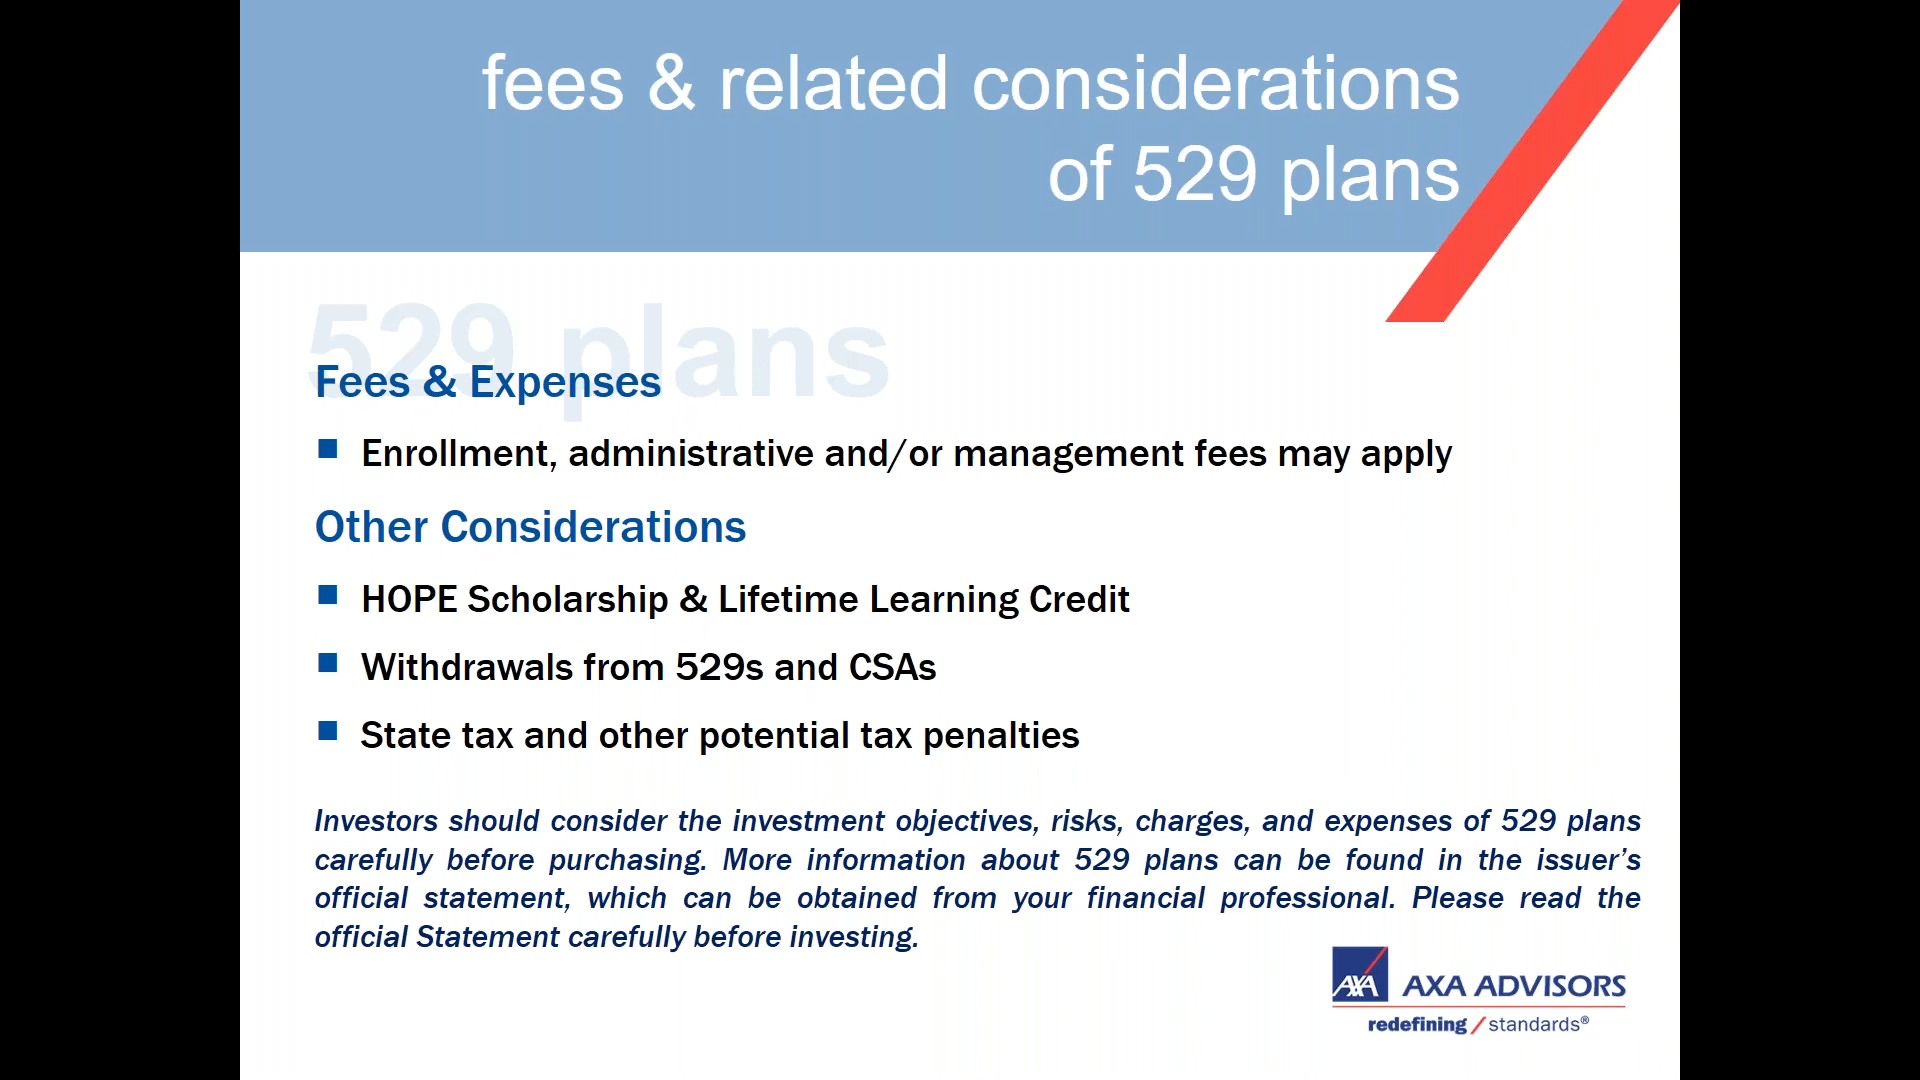 fees & related considerations
of 529 plans
529 plans
Fees & Expenses
Enrollment, administrative and/or management fees may apply
Other Considerations
HOPE Scholarship & Lifetime Learning Credit
Withdrawals from 529s and CSAs
State tax and other potential tax penalties
Investors should consider the investment objectives, risks, charges, and expenses of 529 plans
carefully before purchasing. More information about 529 plans can be found in the issuer’s
official statement, which can be obtained from your financial professional. Please read the
official Statement carefully before investing.
AXA AXA ADVISORS
redefining / standards®